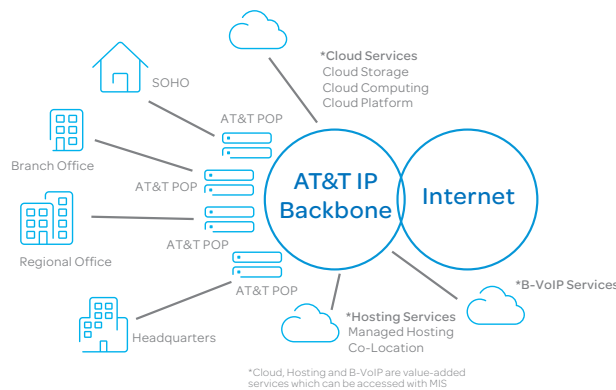 *Cloud Services
Cloud Storage
Cloud Computing
Cloud Platform
SOHO
AT&T POP
Branch Office
AT&T POP
AT&T IP
Backbone
Internet
AT&T POP
Regional Office
AT&T POP
*B-VoIP Services
*Hosting Services
Managed Hosting
Co-Location
Headquarters
*Cloud, Hosting and B-VoIP are value-added
services which can be accessed with MIS